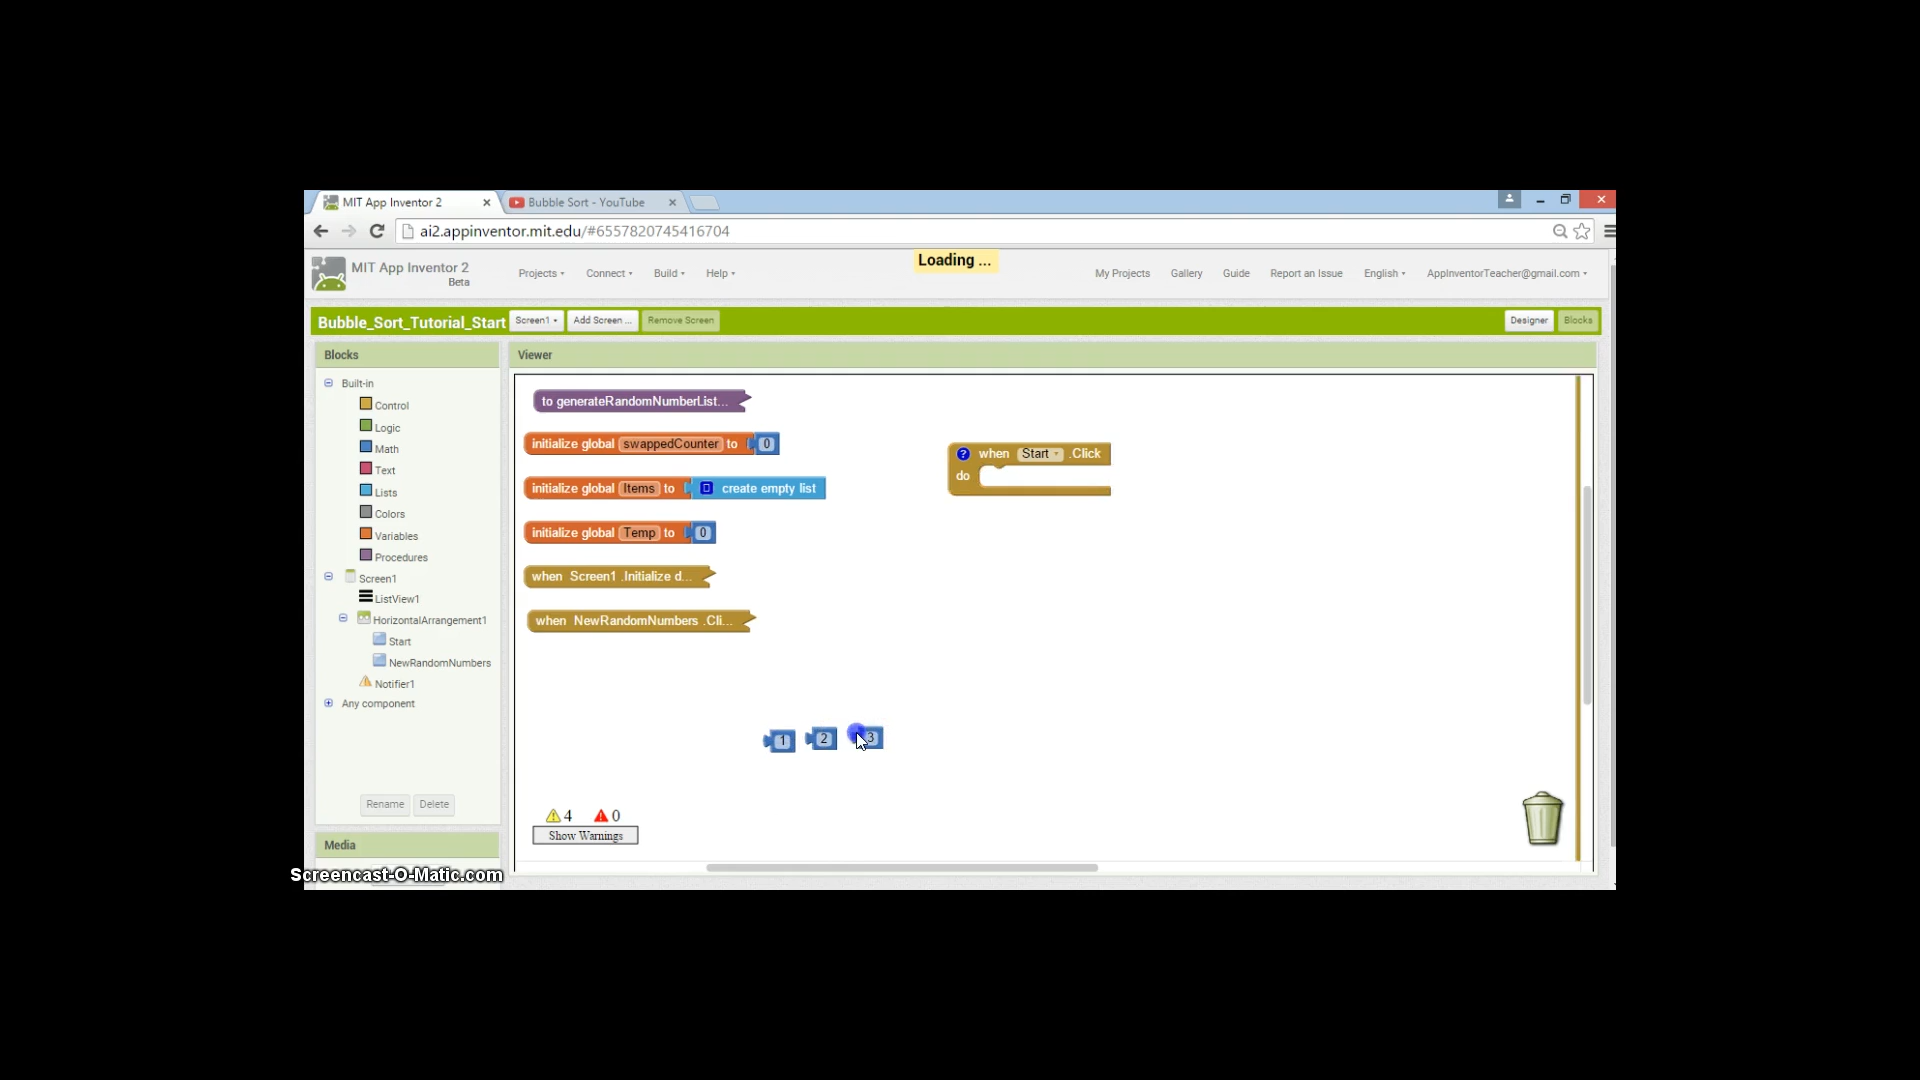 MIT App Inventor 2
Bubble Sort - YouTube
ai2.appinventor.mit.edu/#6557820745416704
Loading ...
MIT App Inventor 2
Beta
Projects
Connect
Build
Help
My Projects
Gallery
Guide
Report an Issue
English
AppInventorTeacher@gmail.com
Bubble_Sort_Tutorial_Start
Screen1
Add Screen ...
Remove Screen
Designer
Blocks
Blocks
Viewer
Built-in
Control
Logic
Math
Text
Lists
Colors
Variables
Procedures
Screen1
ListView1
HorizontalArrangement1
Start
NewRandomNumbers
Notifier1
Any component
Rename
Delete
Media
to generateRandomNumberList...
initialize global swappedCounter to 0
initialize global Items to create empty list
initialize global Temp to 0
when Screen1 .Initialize d...
when NewRandomNumbers .Cli...
? when Start .Click
do
1 2 3
4 0
Show Warnings
Screencast-O-Matic.com